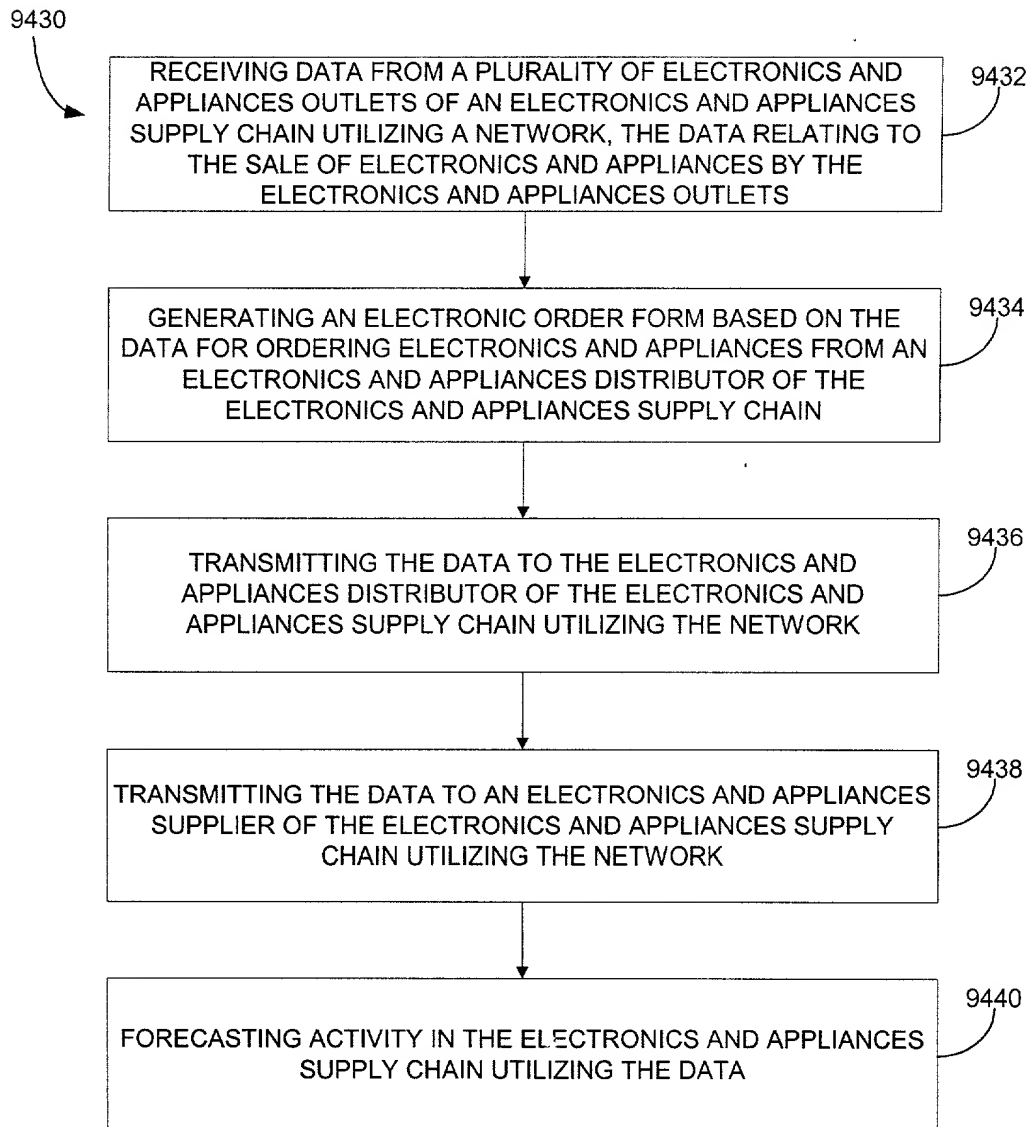 9430
RECEIVING DATA FROM A PLURALITY OF ELECTRONICS AND
APPLIANCES OUTLETS OF AN ELECTRONICS AND APPLIANCES
SUPPLY CHAIN UTILIZING A NETWORK, THE DATA RELATING TO
THE SALE OF ELECTRONICS AND APPLIANCES BY THE
ELECTRONICS AND APPLIANCES OUTLETS
9432
GENERATING AN ELECTRONIC ORDER FORM BASED ON THE
DATA FOR ORDERING ELECTRONICS AND APPLIANCES FROM AN
ELECTRONICS AND APPLIANCES DISTRIBUTOR OF THE
ELECTRONICS AND APPLIANCES SUPPLY CHAIN
9434
TRANSMITTING THE DATA TO THE ELECTRONICS AND
APPLIANCES DISTRIBUTOR OF THE ELECTRONICS AND
APPLIANCES SUPPLY CHAIN UTILIZING THE NETWORK
9436
TRANSMITTING THE DATA TO AN ELECTRONICS AND APPLIANCES
SUPPLIER OF THE ELECTRONICS AND APPLIANCES SUPPLY
CHAIN UTILIZING THE NETWORK
9438
FORECASTING ACTIVITY IN THE ELECTRONICS AND APPLIANCES
SUPPLY CHAIN UTILIZING THE DATA
9440